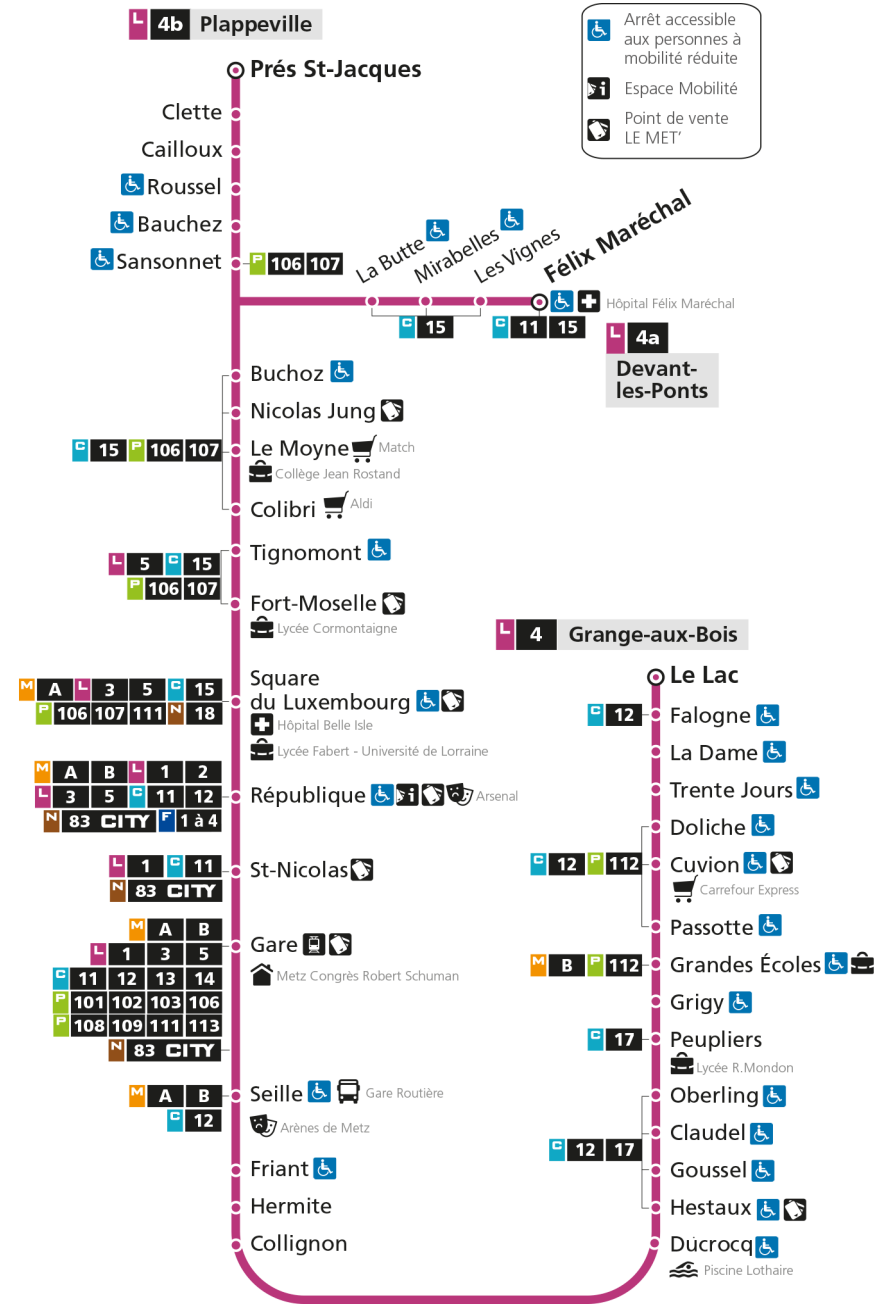 L 4b Plappeville
Arrêt accessible
aux personnes à
mobilité réduite
Espace Mobilité
Point de vente
LE MET'
Prés St-Jacques
Clette
Cailloux
Roussel
Bauchez
Sansonnet
P 106 107
La Butte
Mirabelles
Les Vignes
Félix Maréchal
Hôpital Félix Maréchal
C 15
C 11 15
L 4a
Devant-
les-Ponts
Buchoz
Nicolas Jung
C 15 P 106 107
Le Moyne
Match
Collège Jean Rostand
Colibri
Aldi
L 5 C 15
P 106 107
Tignomont
Fort-Moselle
Lycée Cormontaigne
M A L 3 5 C 15
P 106 107 111 N 18
Square
du Luxembourg
Hôpital Belle Isle
Lycée Fabert - Université de Lorraine
M A B L 1 2
L 3 5 C 11 12
N 83 CITY F 1 à 4
République
Arsenal
L 1 C 11
N 83 CITY
St-Nicolas
M A B
L 1 3 5
C 11 12 13 14
P 101 102 103 106
P 108 109 111 113
N 83 CITY
Gare
Metz Congrès Robert Schuman
M A B
C 12
Seille
Gare Routière
Arènes de Metz
Friant
Hermite
Collignon
L 4 Grange-aux-Bois
Le Lac
C 12
Falogne
La Dame
Trente Jours
Doliche
C 12 P 112
Cuvion
Carrefour Express
Passotte
M B P 112
Grandes Écoles
Grigy
C 17
Peupliers
Lycée R.Mondon
Oberling
Claudel
C 12 17
Goussel
Hestaux
Ducrocq
Piscine Lothaire